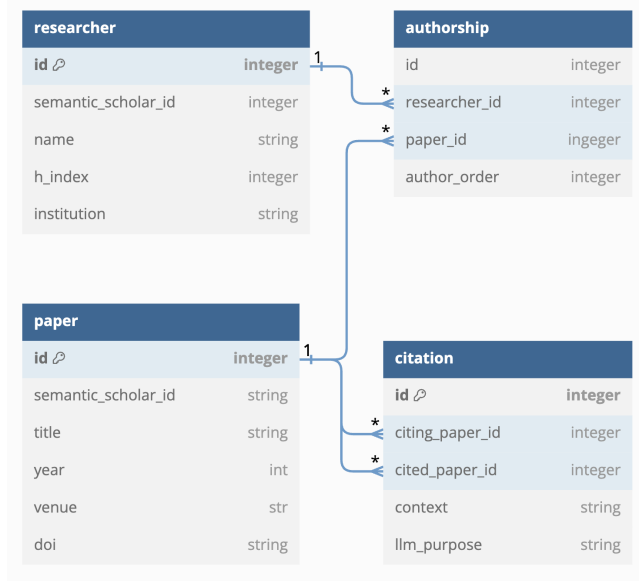 researcher
id integer
semantic_scholar_id integer
name string
h_index integer
institution string
1
authorship
id integer
* researcher_id integer
* paper_id ingeger
author_order integer
paper
id integer
semantic_scholar_id string
title string
year int
venue str
doi string
1
citation
id integer
* citing_paper_id integer
* cited_paper_id integer
context string
llm_purpose string